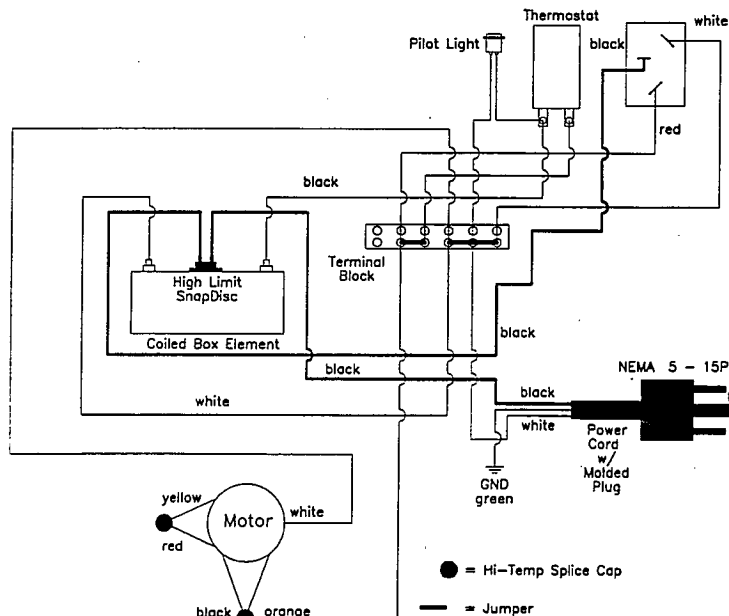 Thermostat
white
Pilot Light
black
red
black
Terminal
Block
High Limit
SnapDisc
Coiled Box Element
black
black
NEMA 5 - 15P
black
white
white
Power
Cord
w/
Molded
Plug
GND
green
yellow
Motor
white
red
= Hi-Temp Splice Cap
black
orange
= Jumper